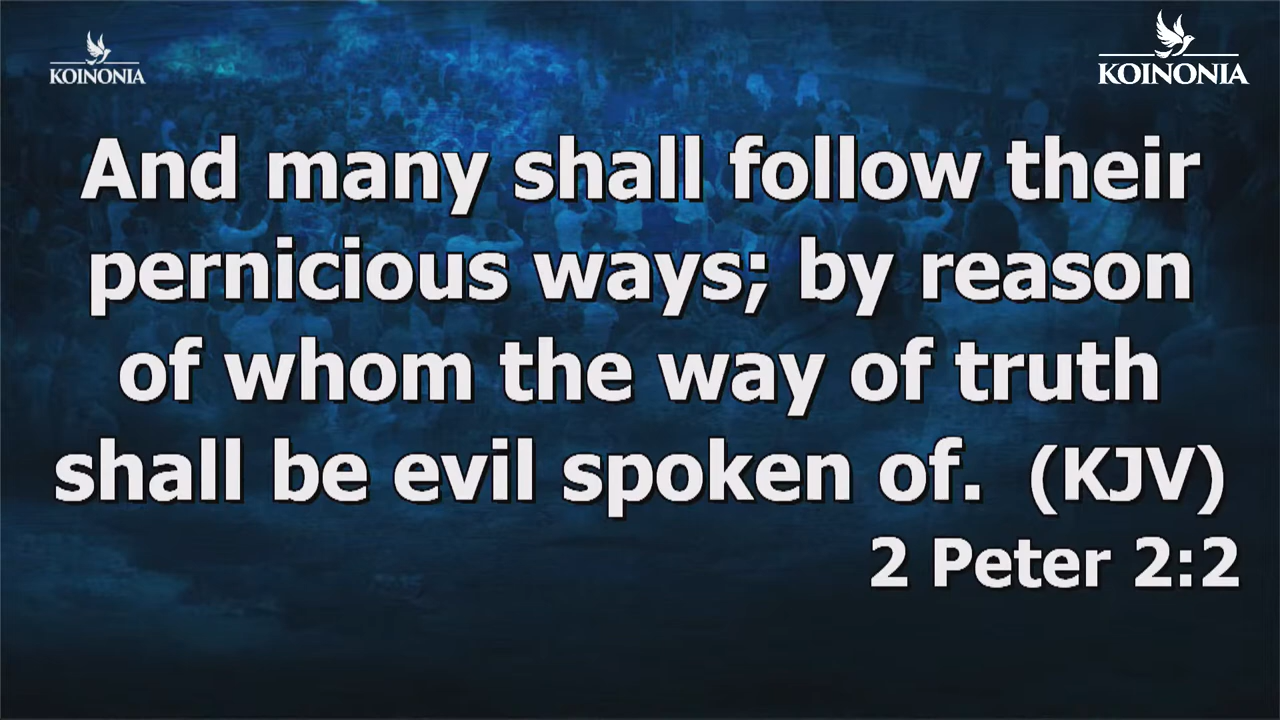 KOINONIA
KOINONIA
And many shall follow their
pernicious ways; by reason
of whom the way of truth
shall be evil spoken of. (KJV)
2 Peter 2:2